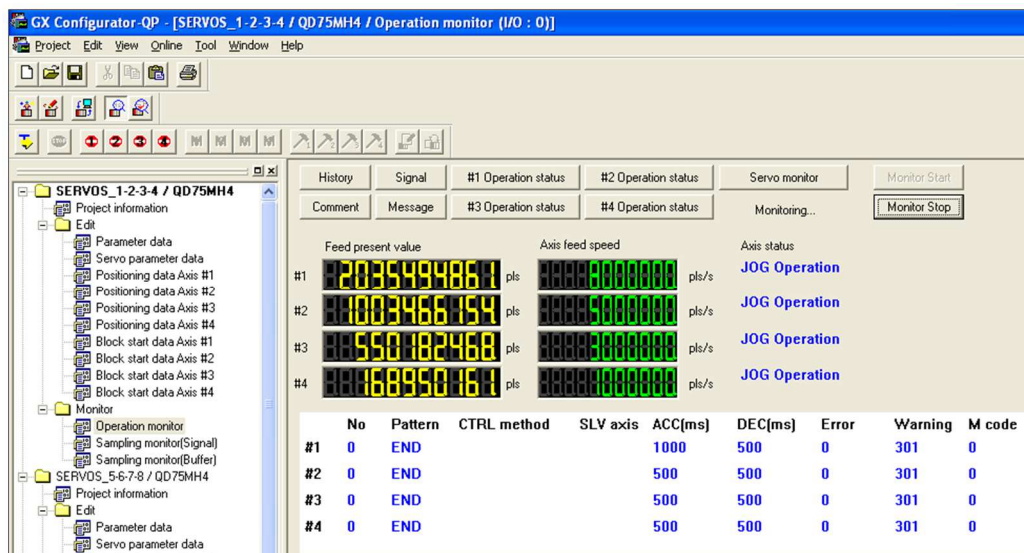 GX Configurator-QP - [SERVOS_1-2-3-4 / QD75MH4 / Operation monitor (I/O : 0)]
Project Edit View Online Tool Window Help
SERVOS_1-2-3-4 / QD75MH4
Project information
Edit
Parameter data
Servo parameter data
Positioning data Axis #1
Positioning data Axis #2
Positioning data Axis #3
Positioning data Axis #4
Block start data Axis #1
Block start data Axis #2
Block start data Axis #3
Block start data Axis #4
Monitor
Operation monitor
Sampling monitor(Signal)
Sampling monitor(Buffer)
SERVOS_5-6-7-8 / QD75MH4
Project information
Edit
Parameter data
Servo parameter data
History Signal #1 Operation status #2 Operation status Servo monitor Monitor Start
Comment Message #3 Operation status #4 Operation status Monitoring... Monitor Stop
Feed present value Axis feed speed Axis status
#1 2035494861 pls 8000000 pls/s JOG Operation
#2 1003466154 pls 5000000 pls/s JOG Operation
#3 550182468 pls 3000000 pls/s JOG Operation
#4 168950161 pls 1000000 pls/s JOG Operation
No Pattern CTRL method SLV axis ACC(ms) DEC(ms) Error Warning M code
#1 0 END 1000 500 0 301 0
#2 0 END 500 500 0 301 0
#3 0 END 500 500 0 301 0
#4 0 END 500 500 0 301 0